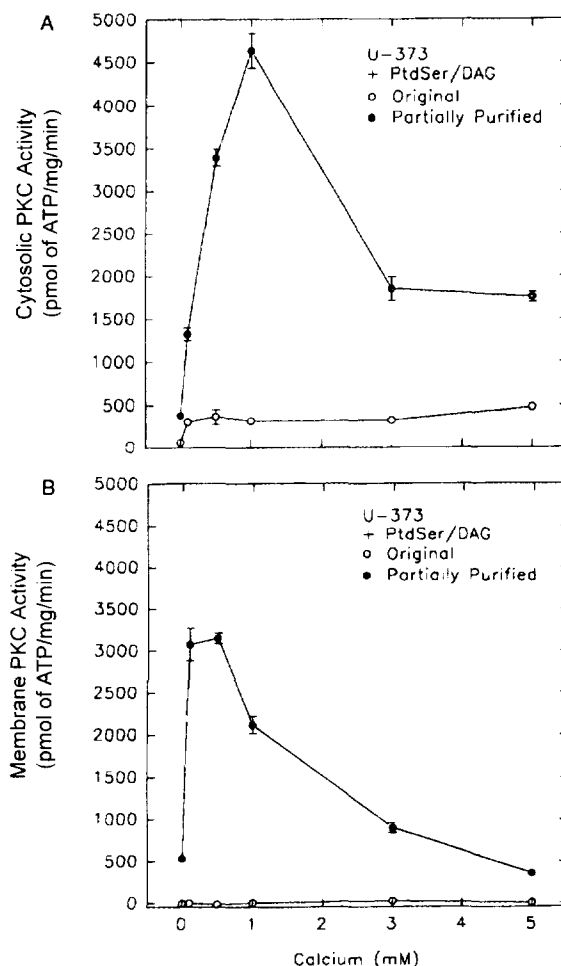 A
Cytosolic PKC Activity
(pmol of ATP/mg/min)
5000
4500
4000
3500
3000
2500
2000
1500
1000
500
0
U-373
+ PtdSer/DAG
Original
Partially Purified
B
Membrane PKC Activity
(pmol of ATP/mg/min)
5000
4500
4000
3500
3000
2500
2000
1500
1000
500
0
U-373
+ PtdSer/DAG
Original
Partially Purified
0 1 2 3 4 5
Calcium (mM)